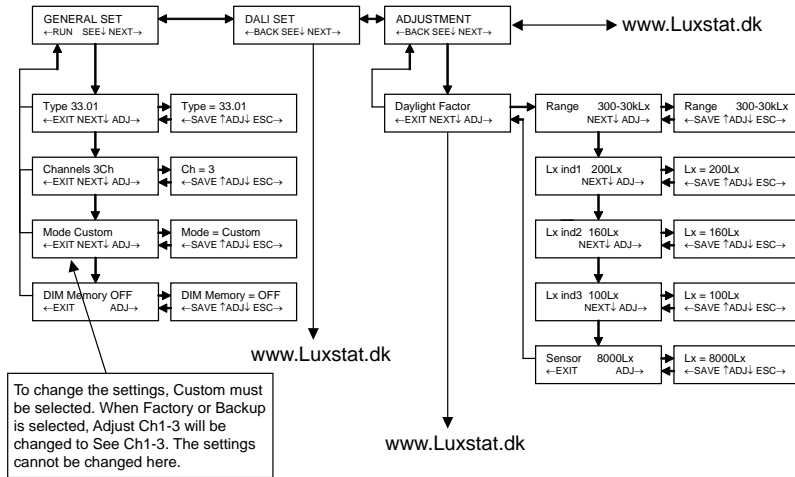 GENERAL SET
←RUN SEE↓ NEXT→
DALI SET
←BACK SEE↓ NEXT→
ADJUSTMENT
←BACK SEE↓ NEXT→
www.Luxstat.dk
Type 33.01
←EXIT NEXT↓ ADJ→
Type = 33.01
←SAVE ↑ADJ↓ ESC→
Channels 3Ch
←EXIT NEXT↓ ADJ→
Ch = 3
←SAVE ↑ADJ↓ ESC→
Mode Custom
←EXIT NEXT↓ ADJ→
Mode = Custom
←SAVE ↑ADJ↓ ESC→
DIM Memory OFF
←EXIT ADJ→
DIM Memory = OFF
←SAVE ↑ADJ↓ ESC→
To change the settings, Custom must
be selected. When Factory or Backup
is selected, Adjust Ch1-3 will be
changed to See Ch1-3. The settings
cannot be changed here.
www.Luxstat.dk
Daylight Factor
←EXIT NEXT↓ ADJ→
Range 300-30kLx
NEXT↓ ADJ→
Range 300-30kLx
←SAVE ↑ADJ↓ ESC→
Lx ind1 200Lx
NEXT↓ ADJ→
Lx = 200Lx
←SAVE ↑ADJ↓ ESC→
Lx ind2 160Lx
NEXT↓ ADJ→
Lx = 160Lx
←SAVE ↑ADJ↓ ESC→
Lx ind3 100Lx
NEXT↓ ADJ→
Lx = 100Lx
←SAVE ↑ADJ↓ ESC→
Sensor 8000Lx
←EXIT ADJ→
Lx = 8000Lx
←SAVE ↑ADJ↓ ESC→
www.Luxstat.dk